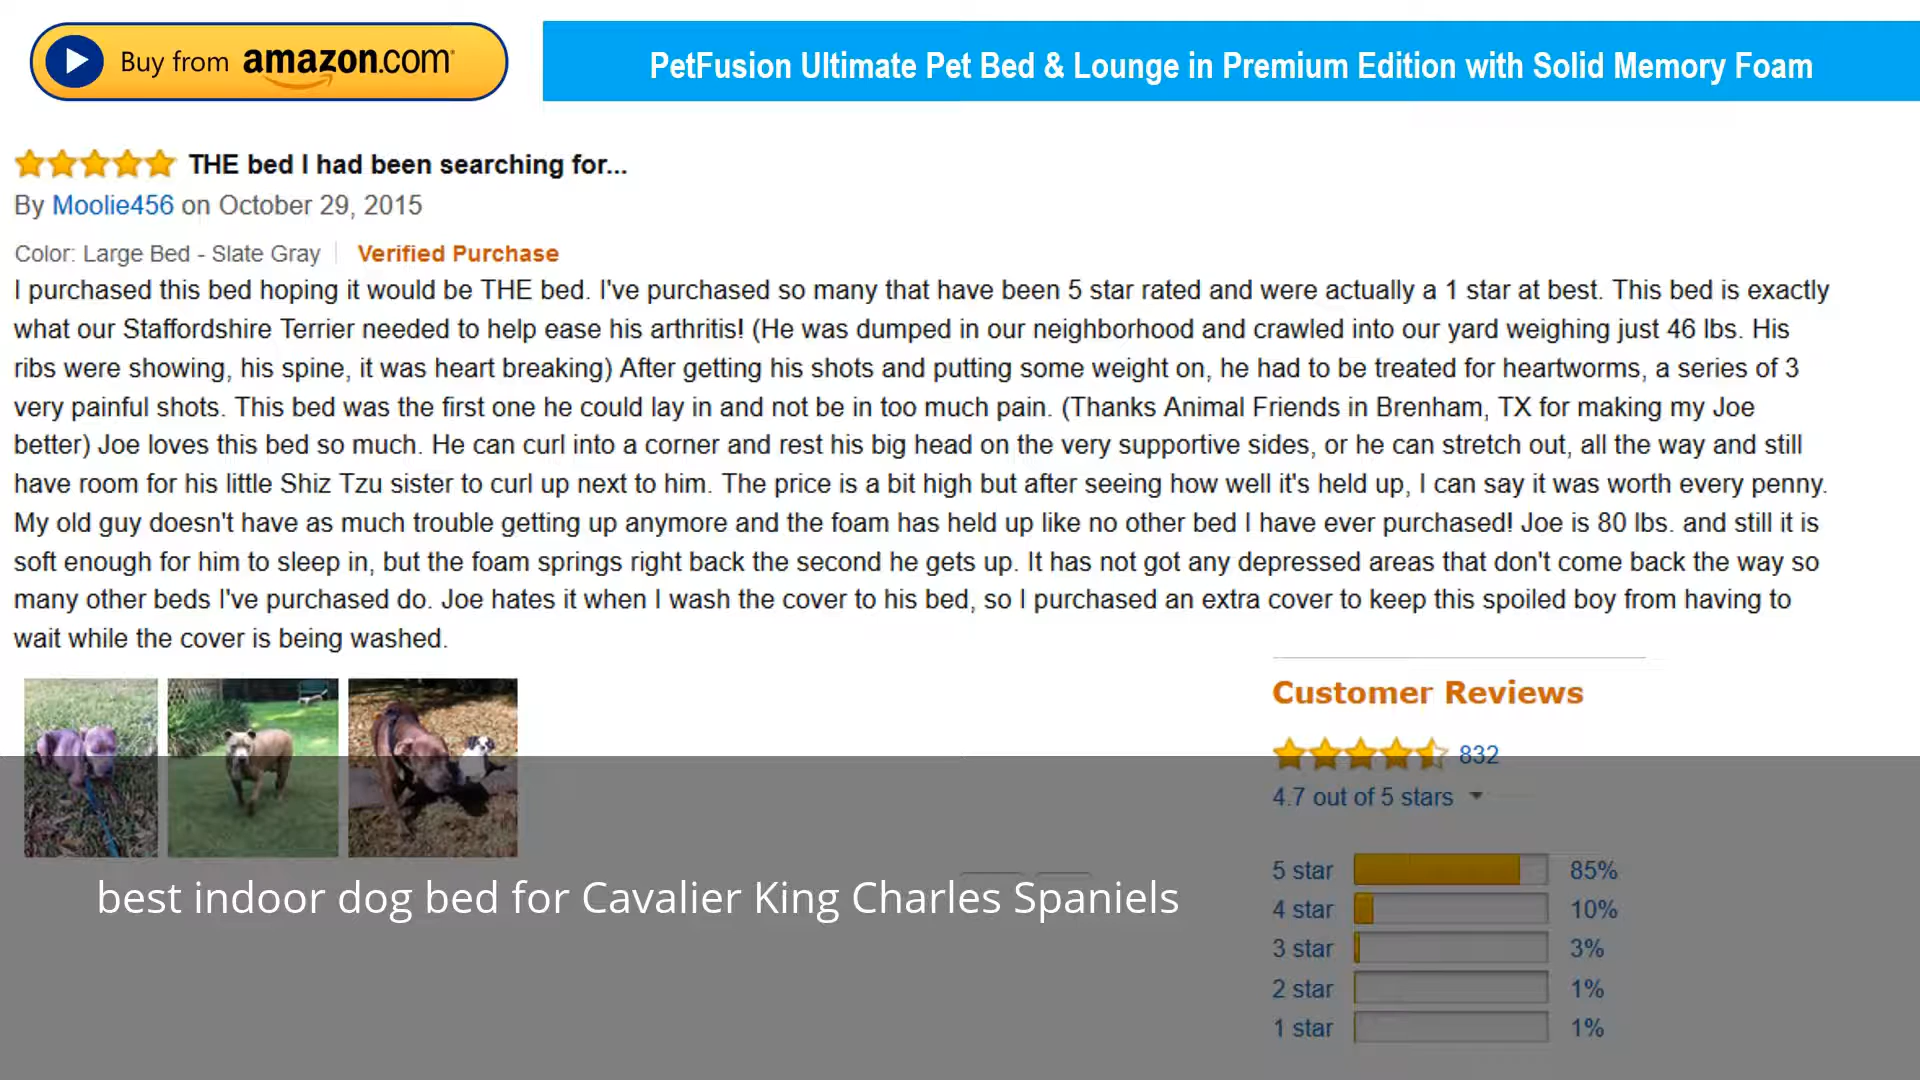 Buy from amazon.com
PetFusion Ultimate Pet Bed & Lounge in Premium Edition with Solid Memory Foam
THE bed I had been searching for...
By Moolie456 on October 29, 2015
Color: Large Bed - Slate Gray Verified Purchase
I purchased this bed hoping it would be THE bed. I've purchased so many that have been 5 star rated and were actually a 1 star at best. This bed is exactly
what our Staffordshire Terrier needed to help ease his arthritis! (He was dumped in our neighborhood and crawled into our yard weighing just 46 lbs. His
ribs were showing, his spine, it was heart breaking) After getting his shots and putting some weight on, he had to be treated for heartworms, a series of 3
very painful shots. This bed was the first one he could lay in and not be in too much pain. (Thanks Animal Friends in Brenham, TX for making my Joe
better) Joe loves this bed so much. He can curl into a corner and rest his big head on the very supportive sides, or he can stretch out, all the way and still
have room for his little Shiz Tzu sister to curl up next to him. The price is a bit high but after seeing how well it's held up, I can say it was worth every penny.
My old guy doesn't have as much trouble getting up anymore and the foam has held up like no other bed I have ever purchased! Joe is 80 lbs. and still it is
soft enough for him to sleep in, but the foam springs right back the second he gets up. It has not got any depressed areas that don't come back the way so
many other beds I've purchased do. Joe hates it when I wash the cover to his bed, so I purchased an extra cover to keep this spoiled boy from having to
wait while the cover is being washed.
Customer Reviews
832
4.7 out of 5 stars
5 star 85%
4 star 10%
3 star 3%
2 star 1%
1 star 1%
best indoor dog bed for Cavalier King Charles Spaniels